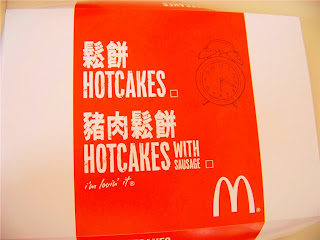 鬆餅
HOTCAKES
豬肉鬆餅
HOTCAKES WITH SAUSAGE
i'm lovin' it®